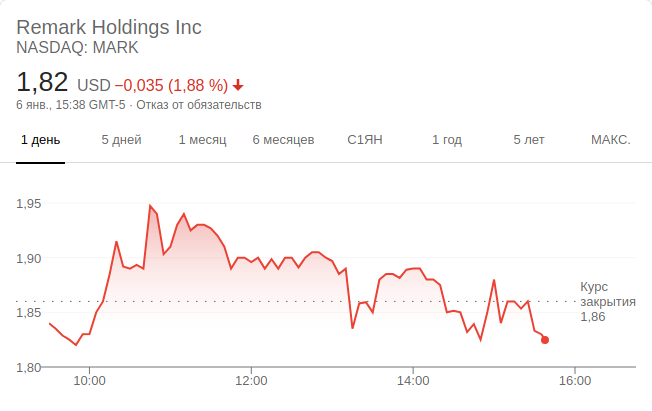 Remark Holdings Inc
NASDAQ: MARK
1,82 USD −0,035 (1,88 %)
6 янв., 15:38 GMT-5 · Отказ от обязательств
1 день 5 дней 1 месяц 6 месяцев С1ЯН 1 год 5 лет МАКС.
1,95
1,90
Курс
закрытия
1,85
1,86
1,80
10:00 12:00 14:00 16:00